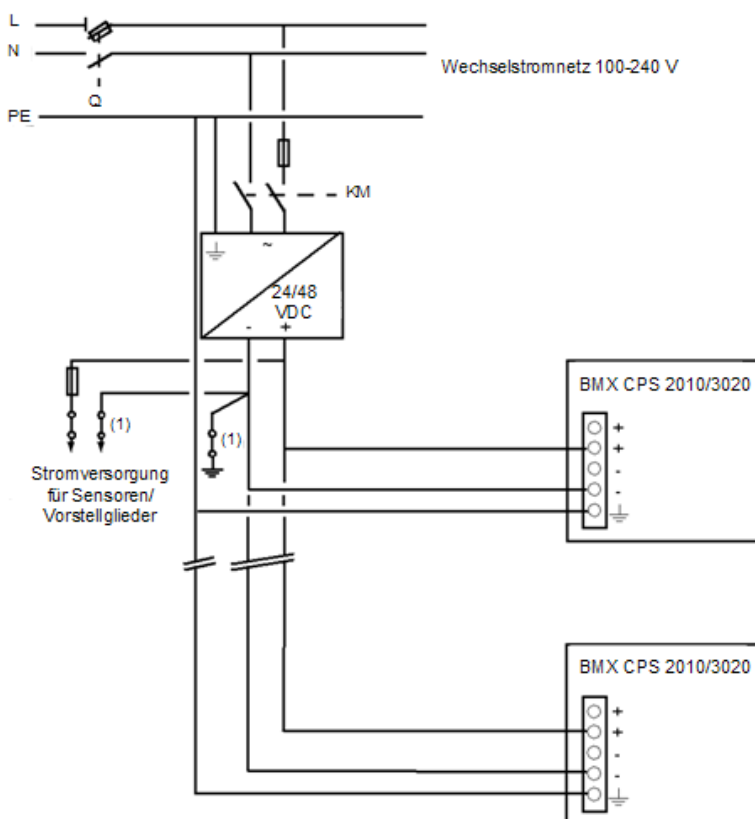 L
N
Wechselstromnetz 100-240 V
Q
PE
KM
~
24/48
VDC
- +
BMX CPS 2010/3020
+
+
-
-
(1)
(1)
Stromversorgung
für Sensoren/
Vorstellglieder
BMX CPS 2010/3020
+
+
-
-